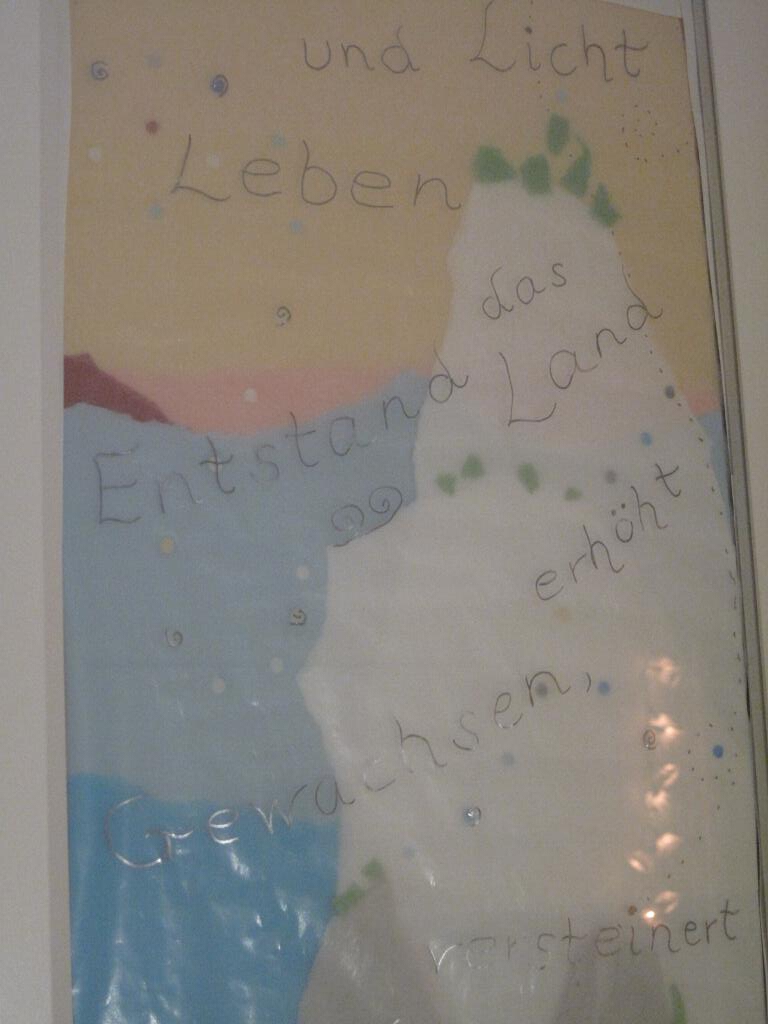 und Licht
Leben
das
Land
Entstand
erhöht
Gewachsen,
versteinert